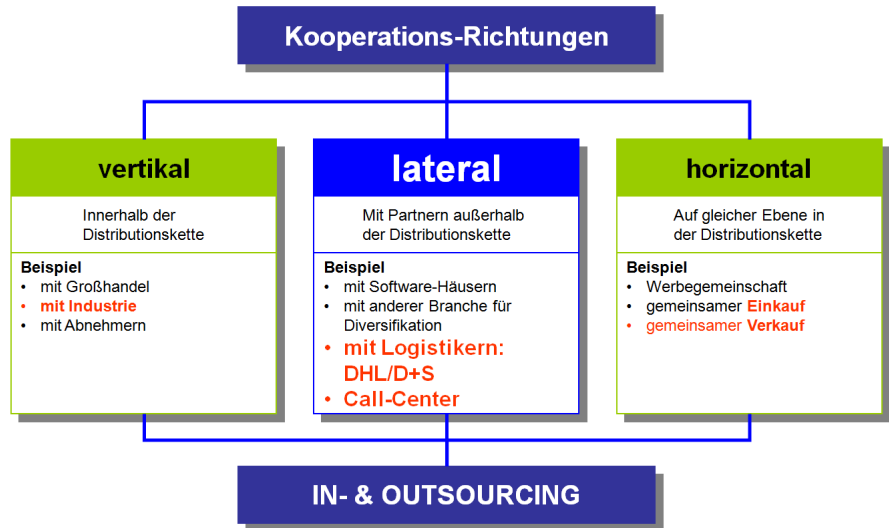 Kooperations-Richtungen
vertikal
Innerhalb der
Distributionskette
Beispiel
• mit Großhandel
• mit Industrie
• mit Abnehmern
lateral
Mit Partnern außerhalb
der Distributionskette
Beispiel
• mit Software-Häusern
• mit anderer Branche für
Diversifikation
• mit Logistikern:
DHL/D+S
• Call-Center
horizontal
Auf gleicher Ebene in
der Distributionskette
Beispiel
• Werbegemeinschaft
• gemeinsamer Einkauf
• gemeinsamer Verkauf
IN- & OUTSOURCING